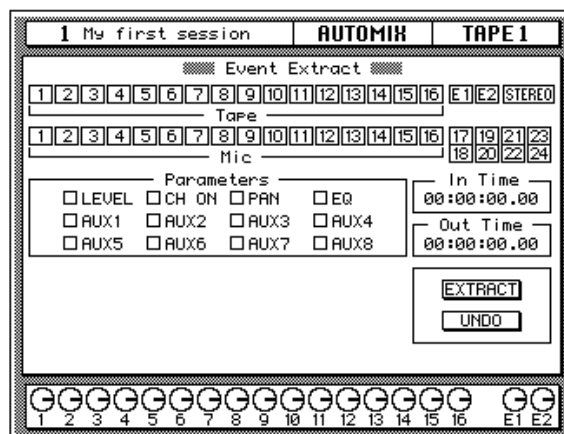 1 My first session AUTOMIX TAPE 1
Event Extract
1 2 3 4 5 6 7 8 9 10 11 12 13 14 15 16 E1 E2 STEREO
Tape
1 2 3 4 5 6 7 8 9 10 11 12 13 14 15 16 17 19 21 23
Mic 18 20 22 24
Parameters In Time
LEVEL CH ON PAN EQ 00:00:00.00
AUX1 AUX2 AUX3 AUX4 Out Time
AUX5 AUX6 AUX7 AUX8 00:00:00.00
EXTRACT
UNDO
1 2 3 4 5 6 7 8 9 10 11 12 13 14 15 16 E1 E2